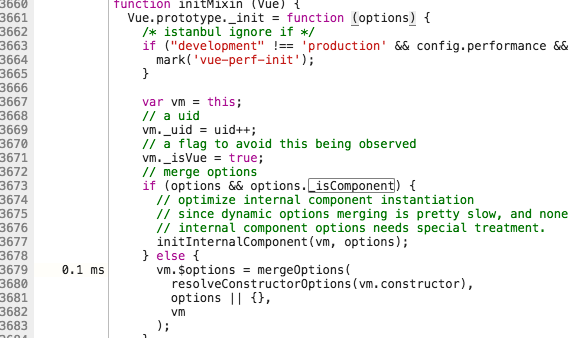 3660 function initMixin (Vue) {
3661 Vue.prototype._init = function (options) {
3662 /* istanbul ignore if */
3663 if ("development" !== 'production' && config.performance &&
3664 mark('vue-perf-init');
3665 }
3666
3667 var vm = this;
3668 // a uid
3669 vm._uid = uid++;
3670 // a flag to avoid this being observed
3671 vm._isVue = true;
3672 // merge options
3673 if (options && options._isComponent) {
3674 // optimize internal component instantiation
3675 // since dynamic options merging is pretty slow, and none
3676 // internal component options needs special treatment.
3677 initInternalComponent(vm, options);
3678 } else {
3679 0.1 ms vm.$options = mergeOptions(
3680 resolveConstructorOptions(vm.constructor),
3681 options || {},
3682 vm
3683 );
3684 }